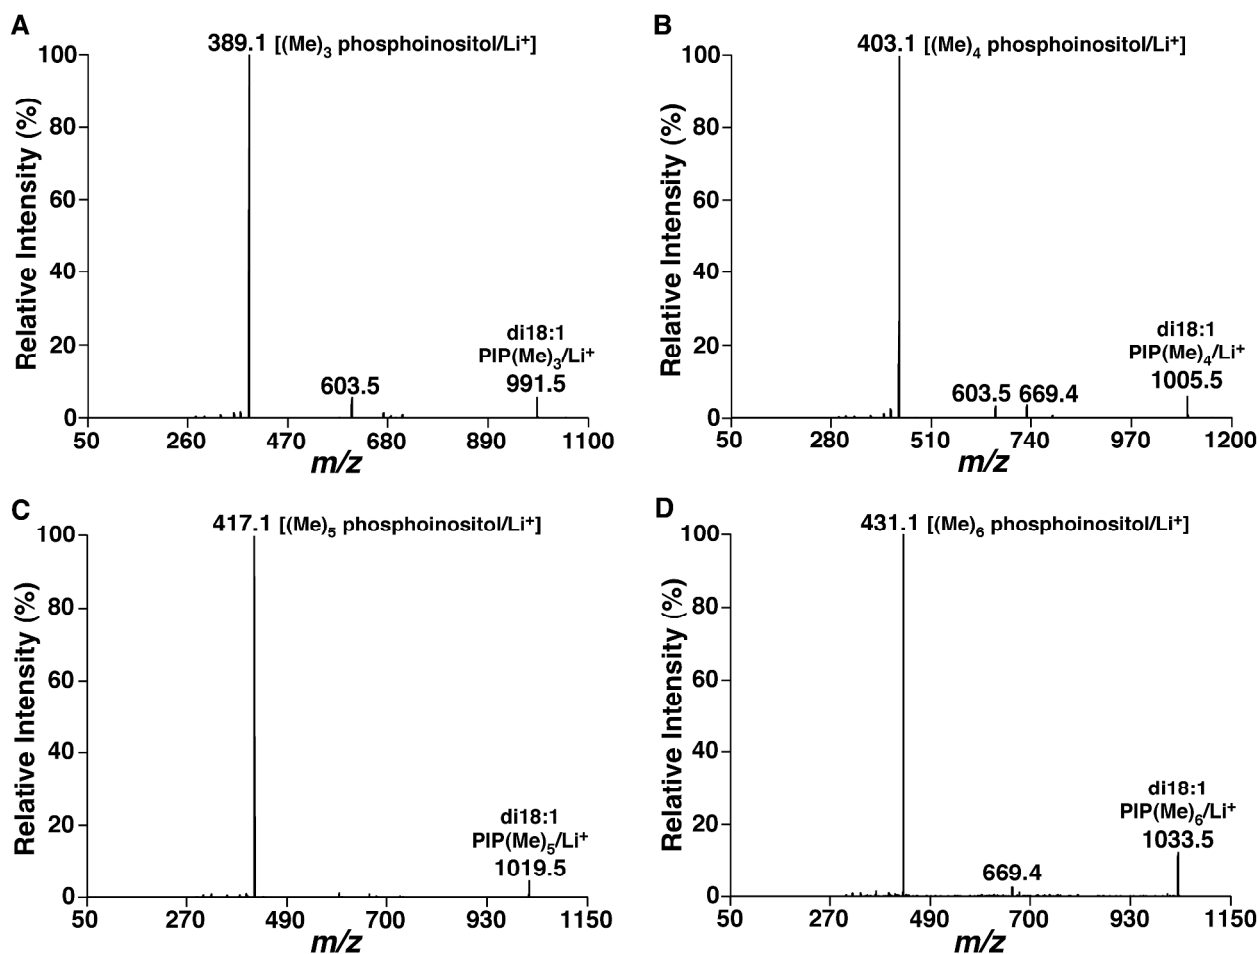 A
389.1 [(Me)₃ phosphoinositol/Li⁺]
Relative Intensity (%)
100
80
60
40
20
0
di18:1
PIP(Me)₃/Li⁺
991.5
603.5
50 260 470 680 890 1100
m/z
B
403.1 [(Me)₄ phosphoinositol/Li⁺]
Relative Intensity (%)
100
80
60
40
20
0
di18:1
PIP(Me)₄/Li⁺
1005.5
603.5 669.4
50 280 510 740 970 1200
m/z
C
417.1 [(Me)₅ phosphoinositol/Li⁺]
Relative Intensity (%)
100
80
60
40
20
0
di18:1
PIP(Me)₅/Li⁺
1019.5
50 270 490 700 930 1150
m/z
D
431.1 [(Me)₆ phosphoinositol/Li⁺]
Relative Intensity (%)
100
80
60
40
20
0
di18:1
PIP(Me)₆/Li⁺
1033.5
669.4
50 270 490 700 930 1150
m/z